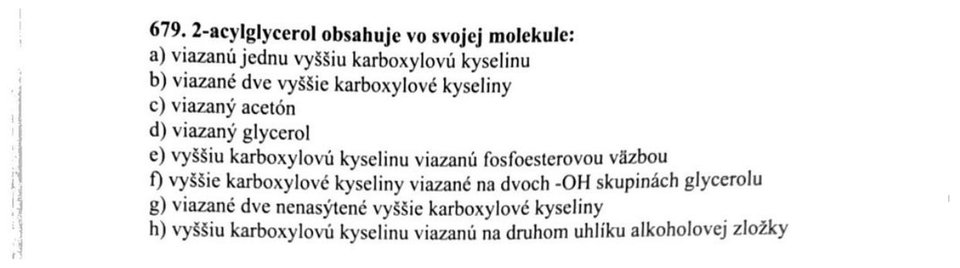 679. 2-acylglycerol obsahuje vo svojej molekule:
a) viazanú jednu vyššiu karboxylovú kyselinu
b) viazané dve vyššie karboxylové kyseliny
c) viazaný acetón
d) viazaný glycerol
e) vyššiu karboxylovú kyselinu viazanú fosfoesterovou väzbou
f) vyššie karboxylové kyseliny viazané na dvoch -OH skupinách glycerolu
g) viazané dve nenasýtené vyššie karboxylové kyseliny
h) vyššiu karboxylovú kyselinu viazanú na druhom uhlíku alkoholovej zložky